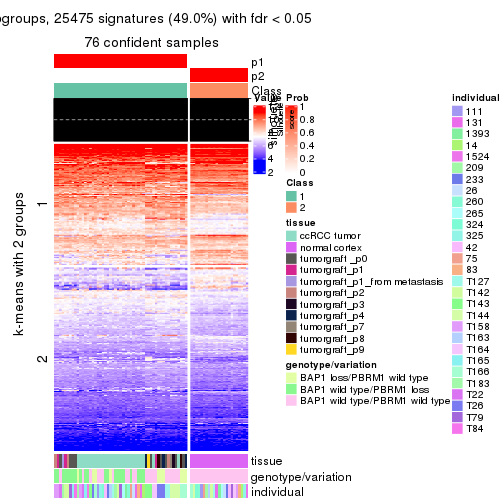 ogroups, 25475 signatures (49.0%) with fdr < 0.05
76 confident samples
p1
p2
Class
k-means with 2 groups
1
2
tissue
genotype/variation
individual
Value
6
4
2
Prob
1
0.8
0.6
0.4
0.2
0
Class
1
2
tissue
ccRCC tumor
normal cortex
tumorgraft_p0
tumorgraft_p1
tumorgraft_p1_from metastasis
tumorgraft_p2
tumorgraft_p3
tumorgraft_p4
tumorgraft_p7
tumorgraft_p8
tumorgraft_p9
genotype/variation
BAP1 loss/PBRM1 wild type
BAP1 wild type/PBRM1 loss
BAP1 wild type/PBRM1 wild type
individual
111
131
1393
14
1524
209
233
26
260
265
324
325
42
75
83
T127
T142
T143
T144
T158
T163
T164
T165
T166
T183
T22
T26
T79
T84